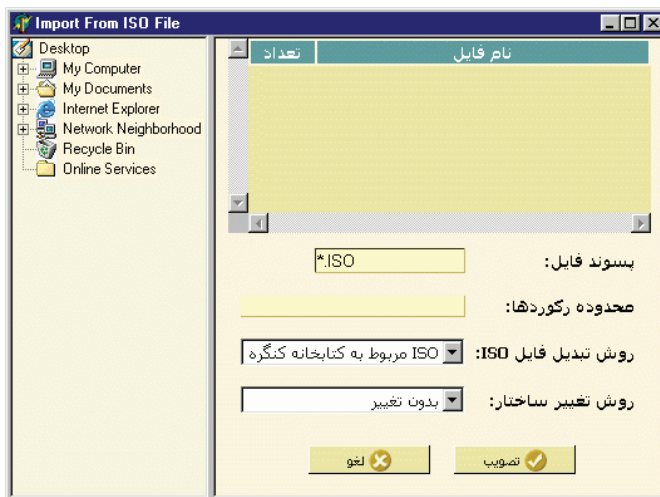 Import From ISO File
Desktop
My Computer
My Documents
Internet Explorer
Network Neighborhood
Recycle Bin
Online Services
نام فایل تعداد
پسوند فایل: *.ISO
محدوده رکوردها:
روش تبدیل فایل ISO: ISO مربوط به کتابخانه کنگره
روش تغییر ساختار: بدون تغییر
تصویب لغو